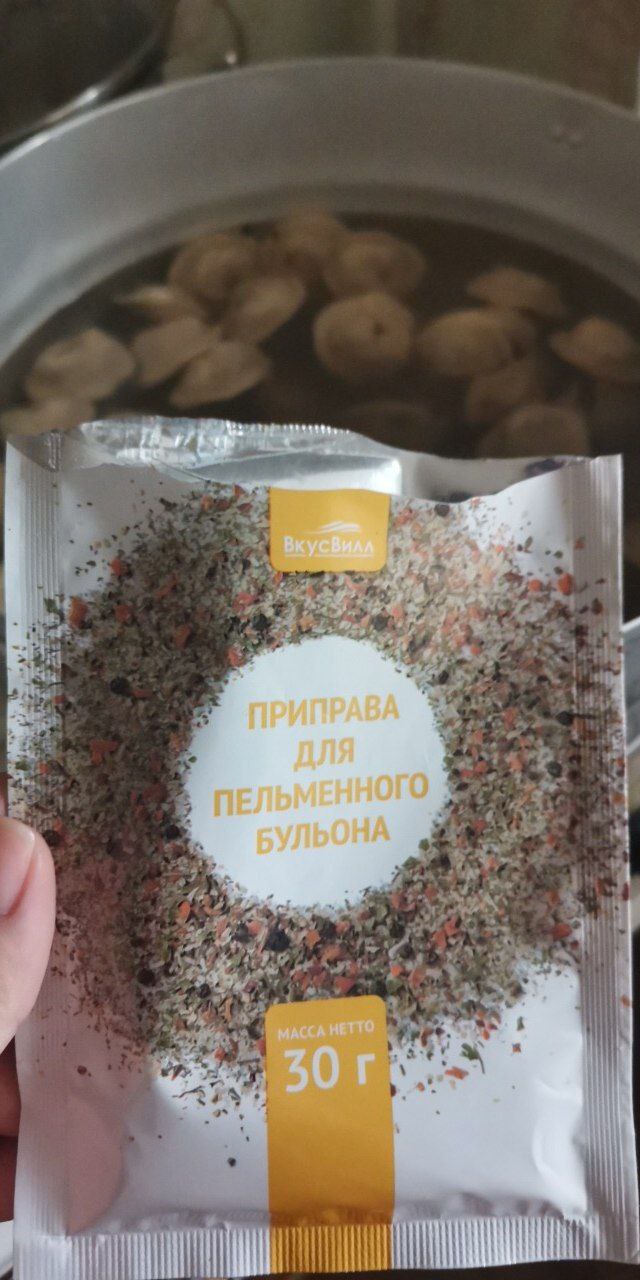 ВкусВилл
ПРИПРАВА
ДЛЯ
ПЕЛЬМЕННОГО
БУЛЬОНА
МАССА НЕТТО
30 г